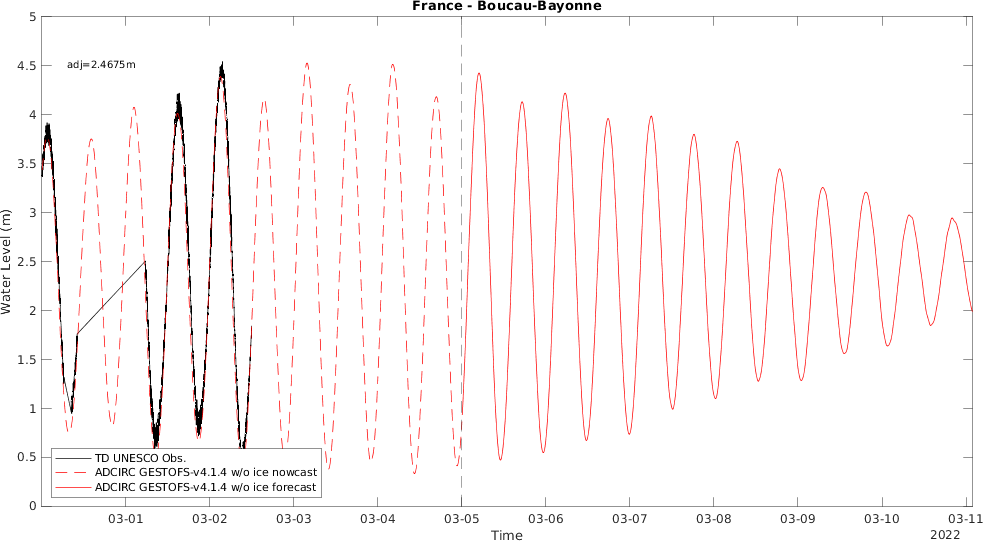 France - Boucau-Bayonne
5
4.5
4
3.5
3
2.5
2
1.5
1
0.5
0
Water Level (m)
adj=2.4675m
TD UNESCO Obs.
ADCIRC GESTOFS-v4.1.4 w/o ice nowcast
ADCIRC GESTOFS-v4.1.4 w/o ice forecast
03-01 03-02 03-03 03-04 03-05 03-06 03-07 03-08 03-09 03-10 03-11
2022
Time